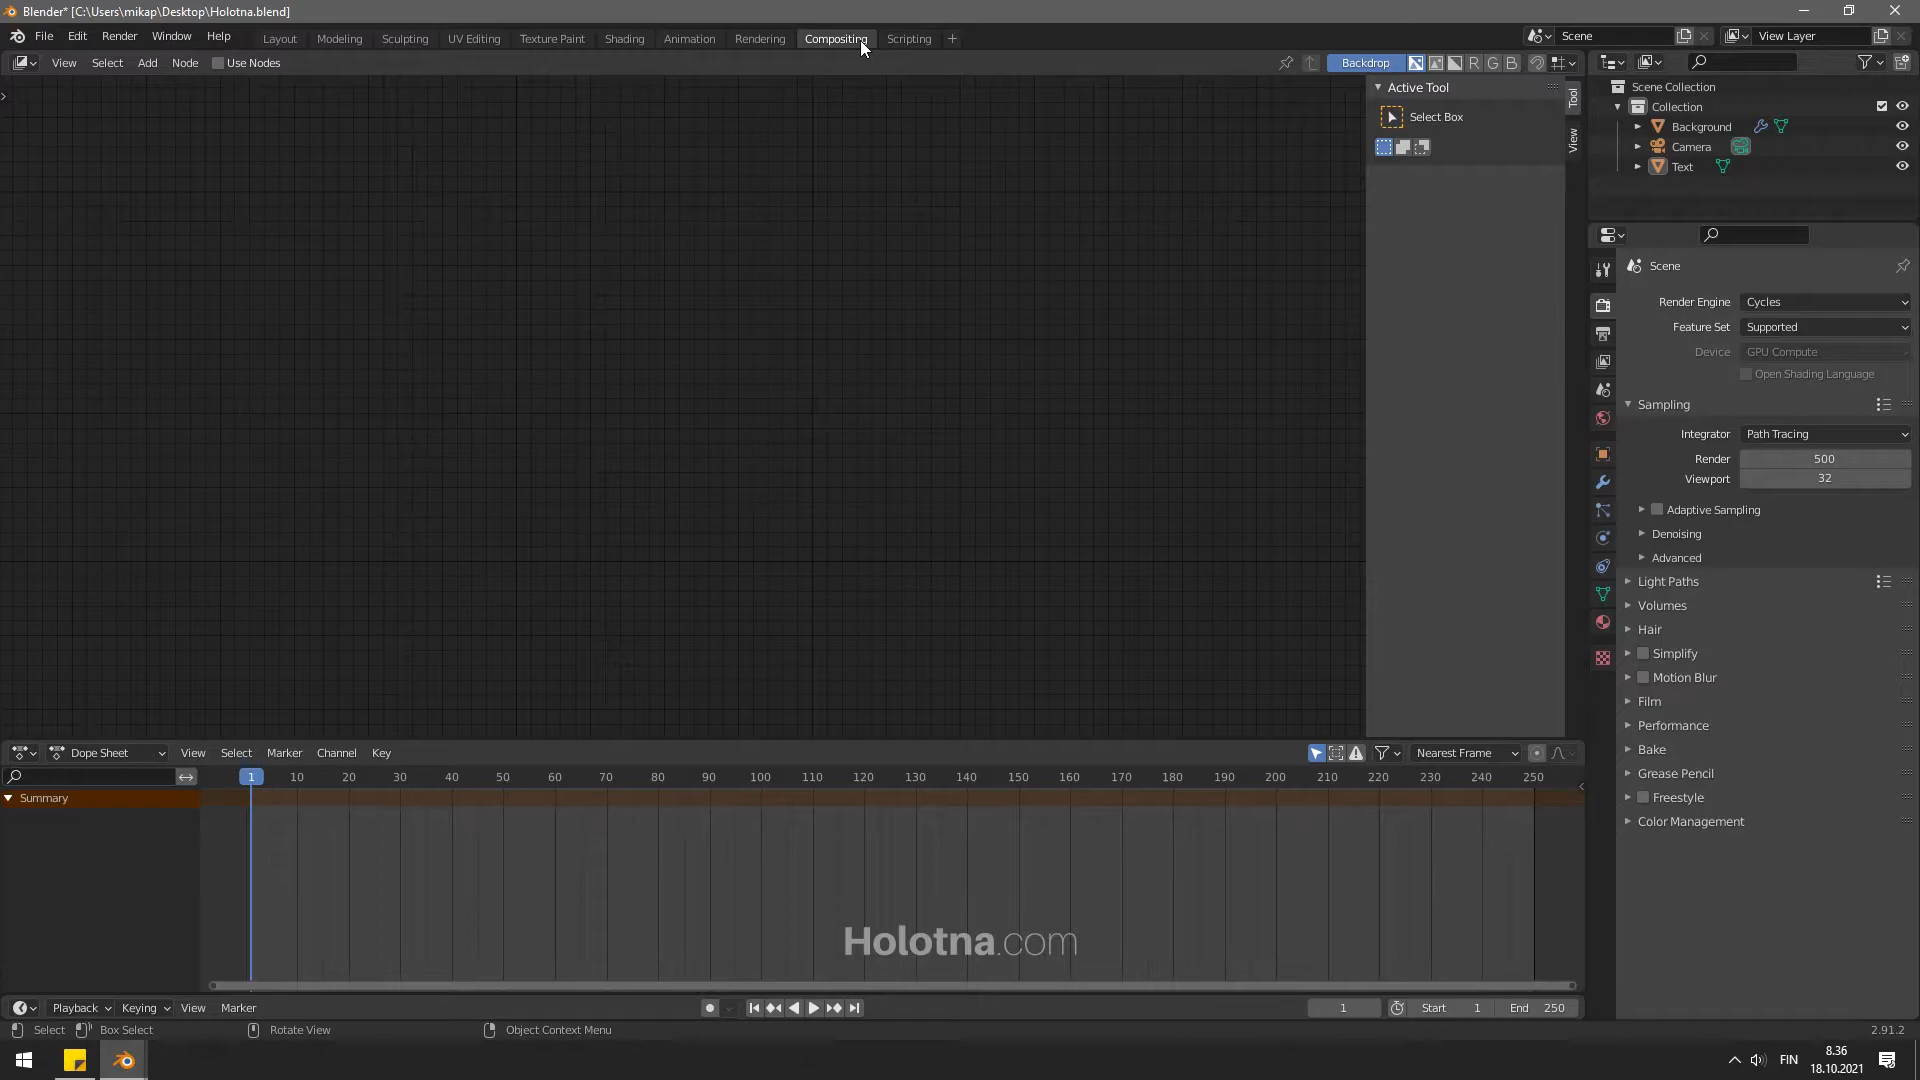 Blender* [C:\Users\mikap\Desktop\Holotna.blend]
File Edit Render Window Help Layout Modeling Sculpting UV Editing Texture Paint Shading Animation Rendering Compositing Scripting + Scene View Layer
View Select Add Node Use Nodes Backdrop R G B
Active Tool
Select Box
Tool
View
Scene Collection
Collection
Background
Camera
Text
Scene
Render Engine Cycles
Feature Set Supported
Device GPU Compute
Open Shading Language
Sampling
Integrator Path Tracing
Render 500
Viewport 32
Adaptive Sampling
Denoising
Advanced
Light Paths
Volumes
Hair
Simplify
Motion Blur
Film
Performance
Bake
Grease Pencil
Freestyle
Color Management
Dope Sheet View Select Marker Channel Key Nearest Frame
1 10 20 30 40 50 60 70 80 90 100 110 120 130 140 150 160 170 180 190 200 210 220 230 240 250
Summary
Holotna.com
Playback Keying View Marker 1 Start 1 End 250
Select Box Select Rotate View Object Context Menu 2.91.2
FIN
8.36
18.10.2021